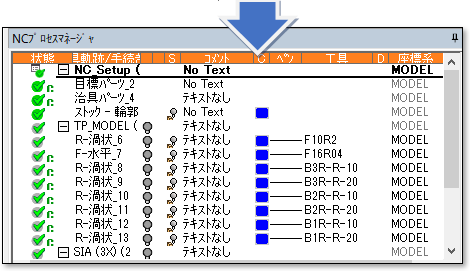 NCプロセスマネージャ
状態 具動跡/手続き S コメント C ペン 工具 D 座標系
NC_Setup ( No Text MODEL
目標パーツ_2 No Text MODEL
治具パーツ_4 テキストなし MODEL
ストック - 輪郭 No Text MODEL
TP_MODEL ( テキストなし MODEL
R-渦状_6 テキストなし F10R2 MODEL
F-水平_7 テキストなし F16R04 MODEL
R-渦状_8 テキストなし B3R-R-10 MODEL
R-渦状_9 テキストなし B3R-R-20 MODEL
R-渦状_10 テキストなし B2R-R-10 MODEL
R-渦状_11 テキストなし B2R-R-20 MODEL
R-渦状_12 テキストなし B1R-R-10 MODEL
R-渦状_13 テキストなし B1R-R-20 MODEL
SIA (3X) (2 テキストなし MODEL